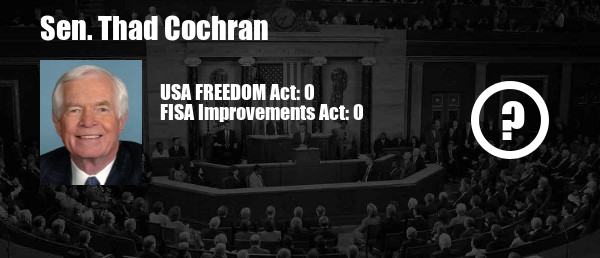 Sen. Thad Cochran
USA FREEDOM Act: 0
FISA Improvements Act: 0
?